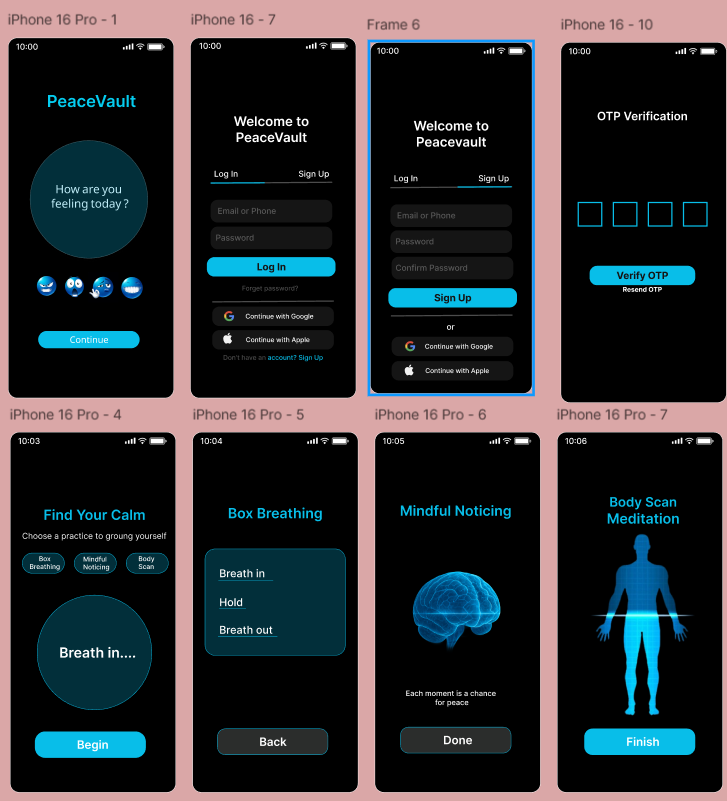 iPhone 16 Pro - 1
10:00
PeaceVault
How are you
feeling today ?
Continue
iPhone 16 - 7
10:00
Welcome to
PeaceVault
Log In Sign Up
Email or Phone
Password
Log In
Forget password?
Continue with Google
Continue with Apple
Don't have an account? Sign Up
Frame 6
10:00
Welcome to
Peacevault
Log In Sign Up
Email or Phone
Password
Confirm Password
Sign Up
or
Continue with Google
Continue with Apple
iPhone 16 - 10
10:00
OTP Verification
Verify OTP
Resend OTP
iPhone 16 Pro - 4
10:03
Find Your Calm
Choose a practice to groung yourself
Box
Breathing
Mindful
Noticing
Body
Scan
Breath in....
Begin
iPhone 16 Pro - 5
10:04
Box Breathing
Breath in
Hold
Breath out
Back
iPhone 16 Pro - 6
10:05
Mindful Noticing
Each moment is a chance
for peace
Done
iPhone 16 Pro - 7
10:06
Body Scan
Meditation
Finish